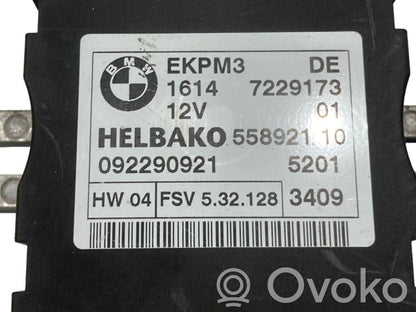 BMW
EKPM3 DE
1614 7229173
12V 01
HELBAKO 558921 10
092290921 5201
HW 04 FSV 5.32.128 3409
Ovoko